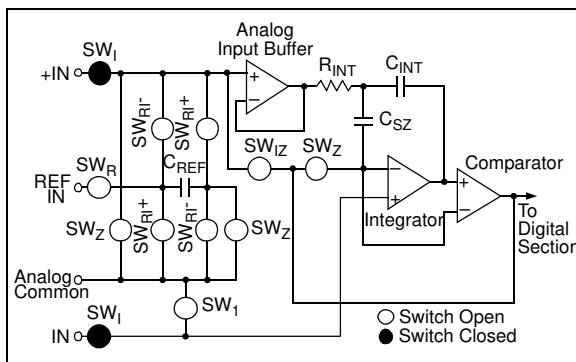 Analog
Input Buffer
SW_I
+IN
+
−
R_INT
C_INT
C_SZ
SW_RI−
SW_RI+
SW_R
C_REF
REF
IN
SW_IZ
SW_Z
−
+
Integrator
Comparator
+
−
To
Digital
Section
SW_Z
SW_RI+
SW_RI−
SW_Z
Analog
Common
SW_1
IN
SW_I
Switch Open
Switch Closed